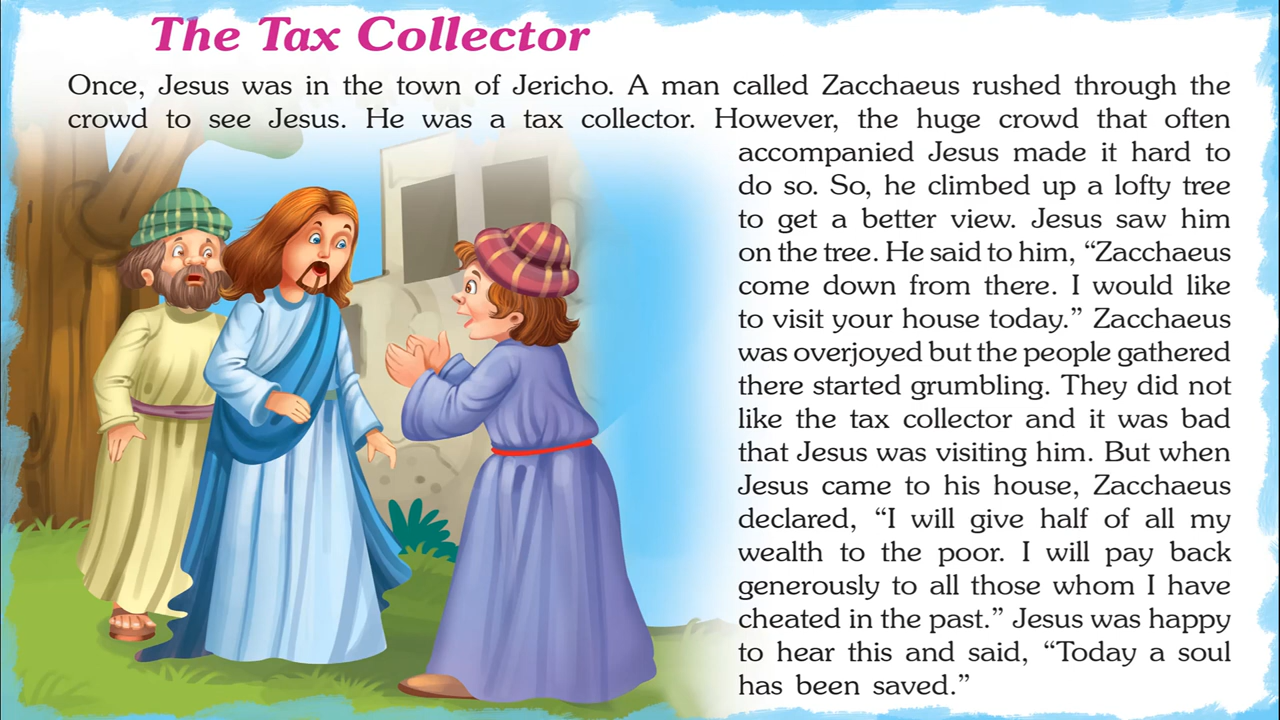 The Tax Collector
Once, Jesus was in the town of Jericho. A man called Zacchaeus rushed through the
crowd to see Jesus. He was a tax collector. However, the huge crowd that often
accompanied Jesus made it hard to
do so. So, he climbed up a lofty tree
to get a better view. Jesus saw him
on the tree. He said to him, “Zacchaeus
come down from there. I would like
to visit your house today.” Zacchaeus
was overjoyed but the people gathered
there started grumbling. They did not
like the tax collector and it was bad
that Jesus was visiting him. But when
Jesus came to his house, Zacchaeus
declared, “I will give half of all my
wealth to the poor. I will pay back
generously to all those whom I have
cheated in the past.” Jesus was happy
to hear this and said, “Today a soul
has been saved.”